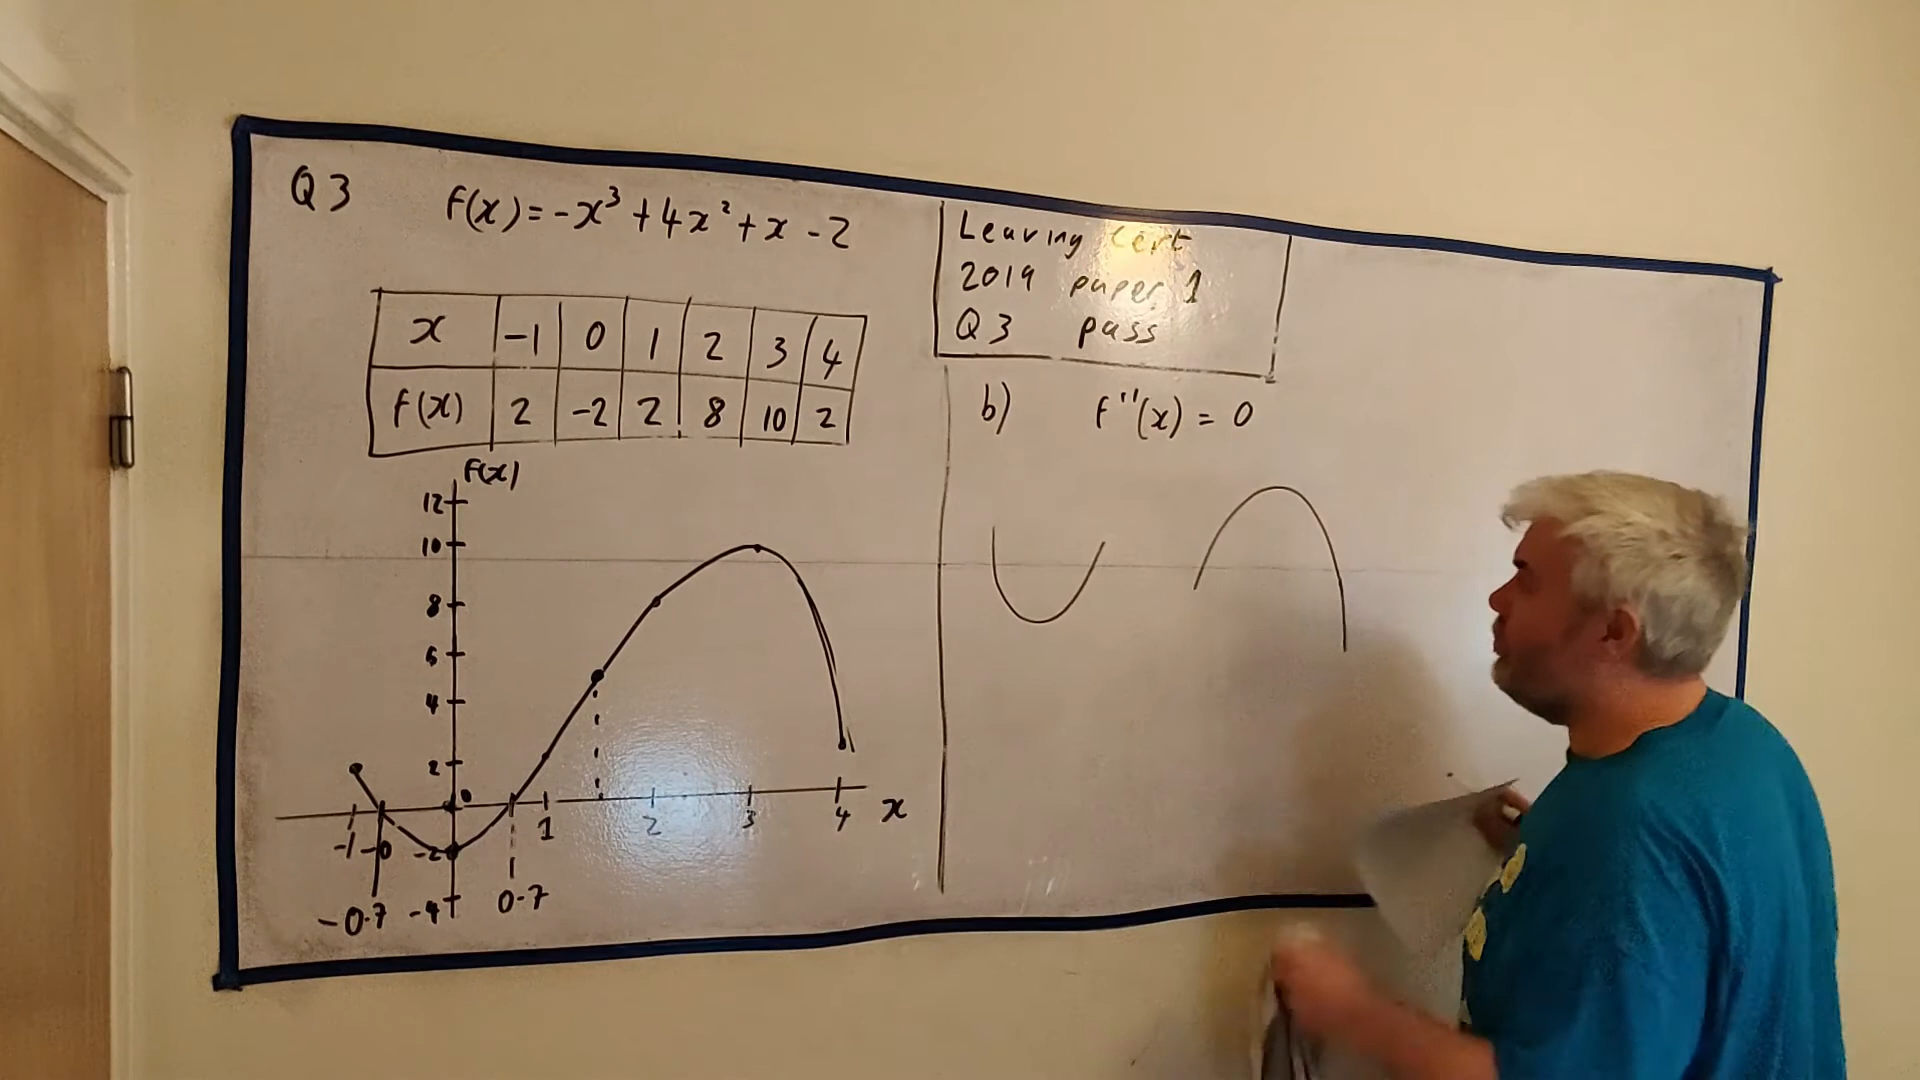 Q3 f(x) = -x³ + 4x² + x - 2
Leaving Cert
2019 paper 1
Q3 pass
x -1 0 1 2 3 4
f(x) 2 -2 2 8 10 2
b) f''(x) = 0
f(x)
12
10
8
6
4
2
0
-1 -0 -2 1 2 3 4 x
-0.7 -4 0.7